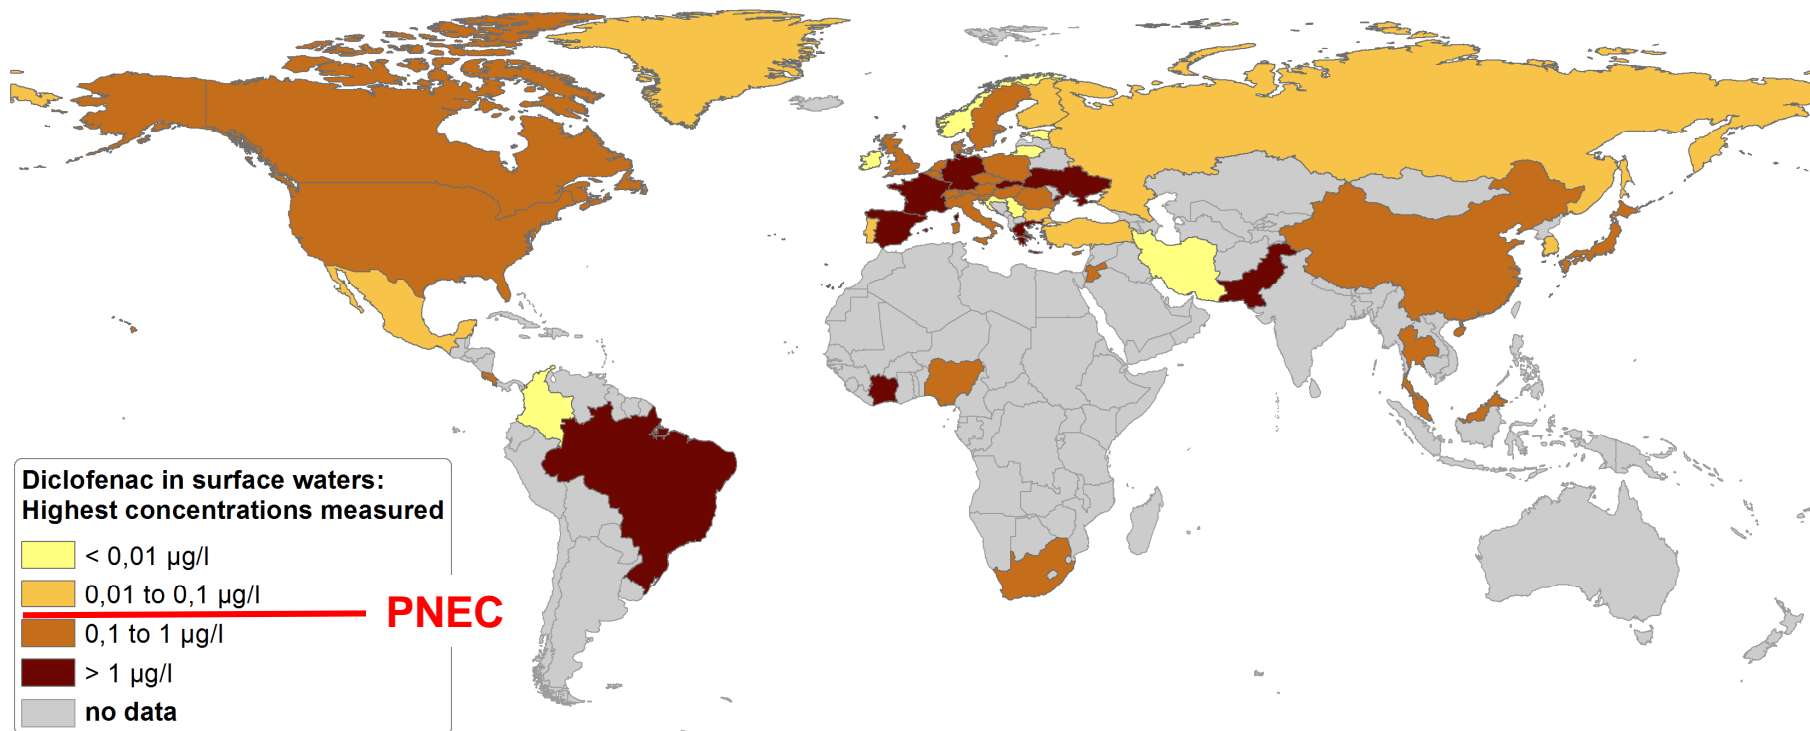 Diclofenac in surface waters:
Highest concentrations measured
< 0,01 µg/l
0,01 to 0,1 µg/l
PNEC
0,1 to 1 µg/l
> 1 µg/l
no data